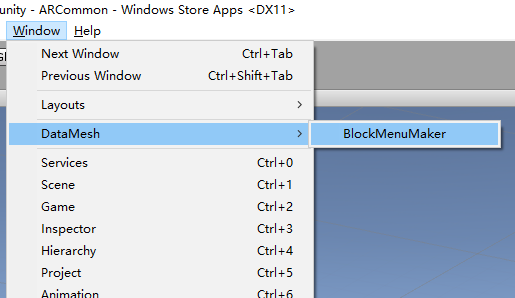 unity - ARCommon - Windows Store Apps <DX11>
Window Help
Next Window Ctrl+Tab
Previous Window Ctrl+Shift+Tab
Layouts
DataMesh BlockMenuMaker
Services Ctrl+0
Scene Ctrl+1
Game Ctrl+2
Inspector Ctrl+3
Hierarchy Ctrl+4
Project Ctrl+5
Animation Ctrl+6